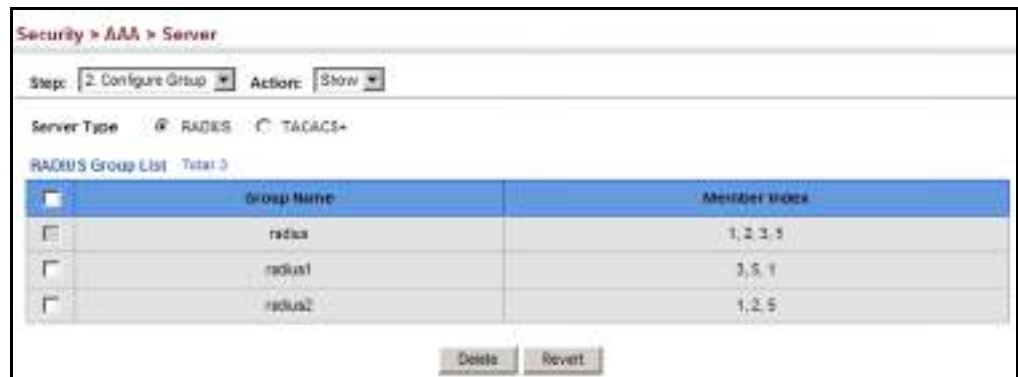 Security > AAA > Server
Step: 2. Configure Group Action: Show
Server Type RADIUS TACACS+
RADIUS Group List Total: 3
Group Name Member Index
radius 1, 2, 3, 5
radius1 3, 5, 1
radius2 1, 2, 5
Delete Revert